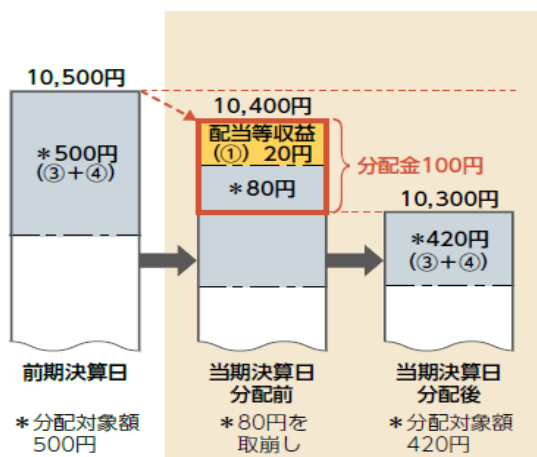 10,500円
*500円
(③+④)
前期決算日
*分配対象額
500円
10,400円
配当等収益
(①) 20円
*80円
分配金100円
当期決算日
分配前
*80円を
取崩し
10,300円
*420円
(③+④)
当期決算日
分配後
*分配対象額
420円